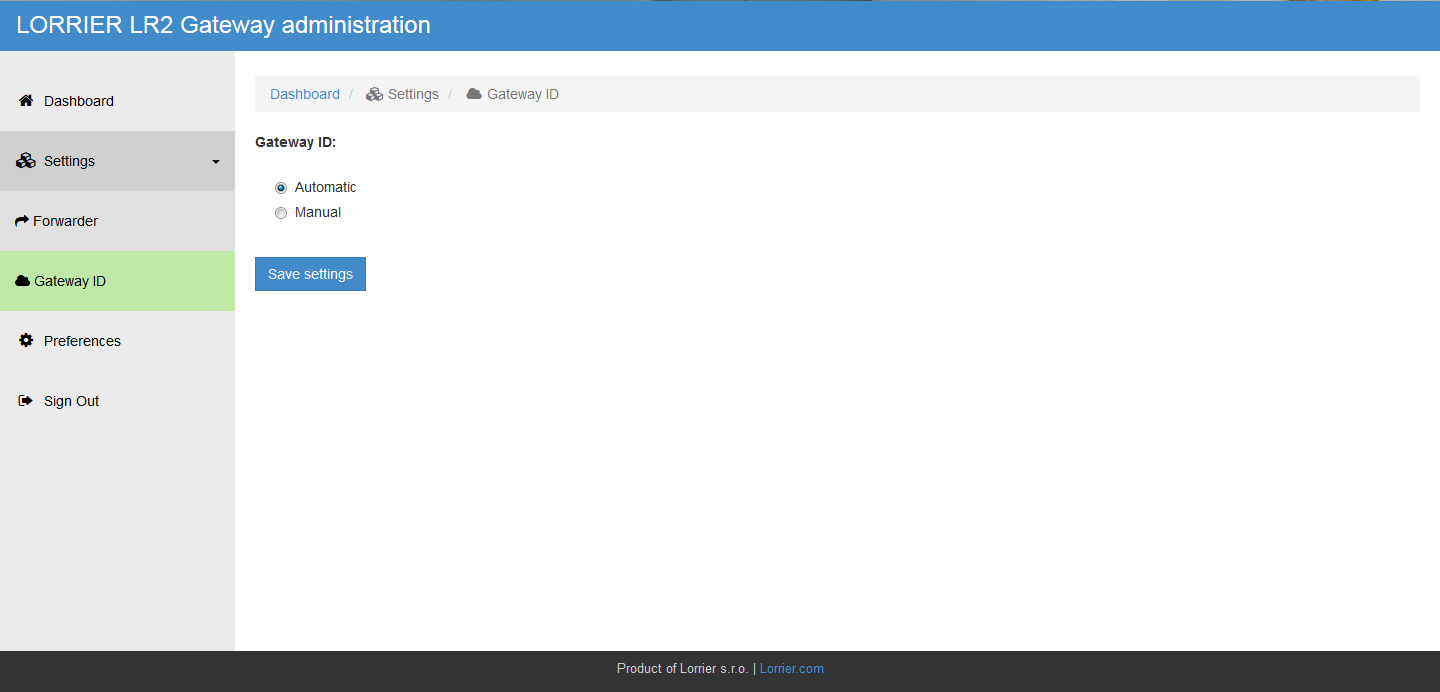 LORRIER LR2 Gateway administration
Dashboard
Settings
Forwarder
Gateway ID
Preferences
Sign Out
Dashboard / Settings / Gateway ID
Gateway ID:
Automatic
Manual
Save settings
Product of Lorrier s.r.o. | Lorrier.com